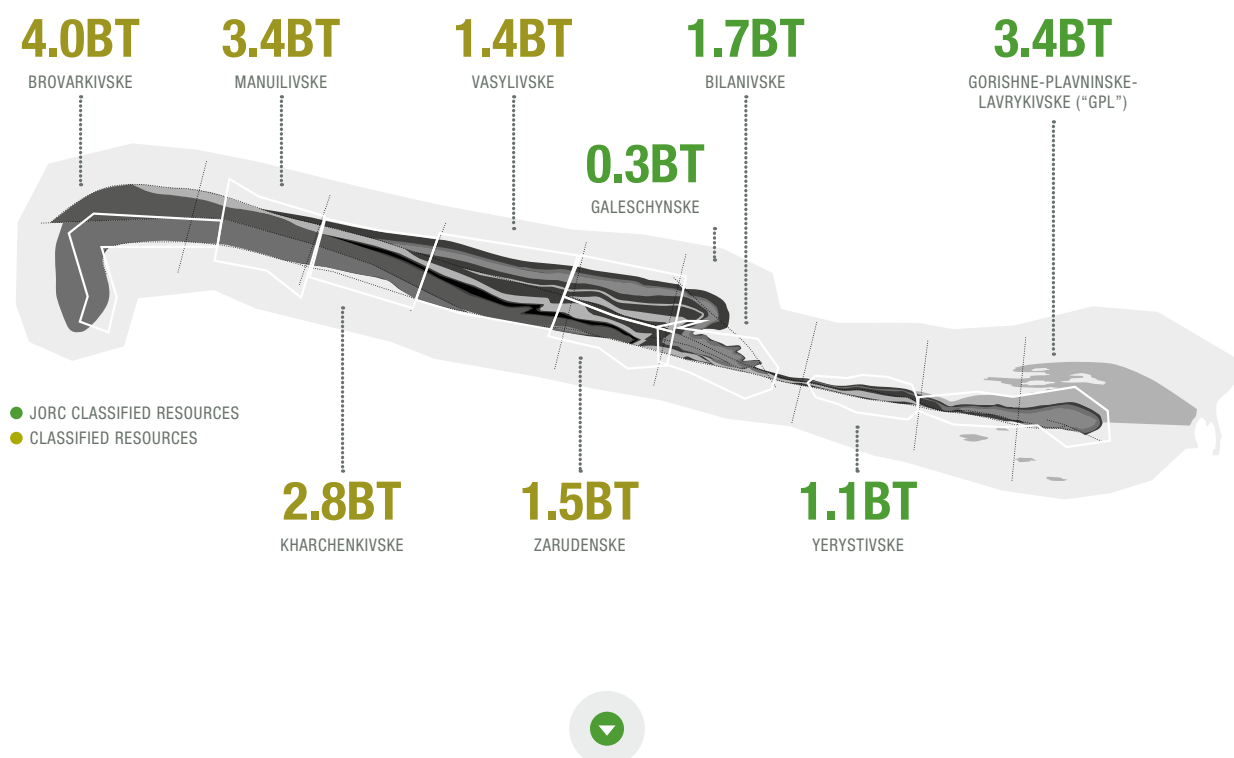 4.0BT
BROVARKIVSKE
3.4BT
MANUILIVSKE
1.4BT
VASYLIVSKE
1.7BT
BILANIVSKE
3.4BT
GORISHNE-PLAVNINSKE-
LAVRYKIVSKE (“GPL”)
0.3BT
GALESCHYNSKE
JORC CLASSIFIED RESOURCES
CLASSIFIED RESOURCES
2.8BT
KHARCHENKIVSKE
1.5BT
ZARUDENSKE
1.1BT
YERYSTIVSKE